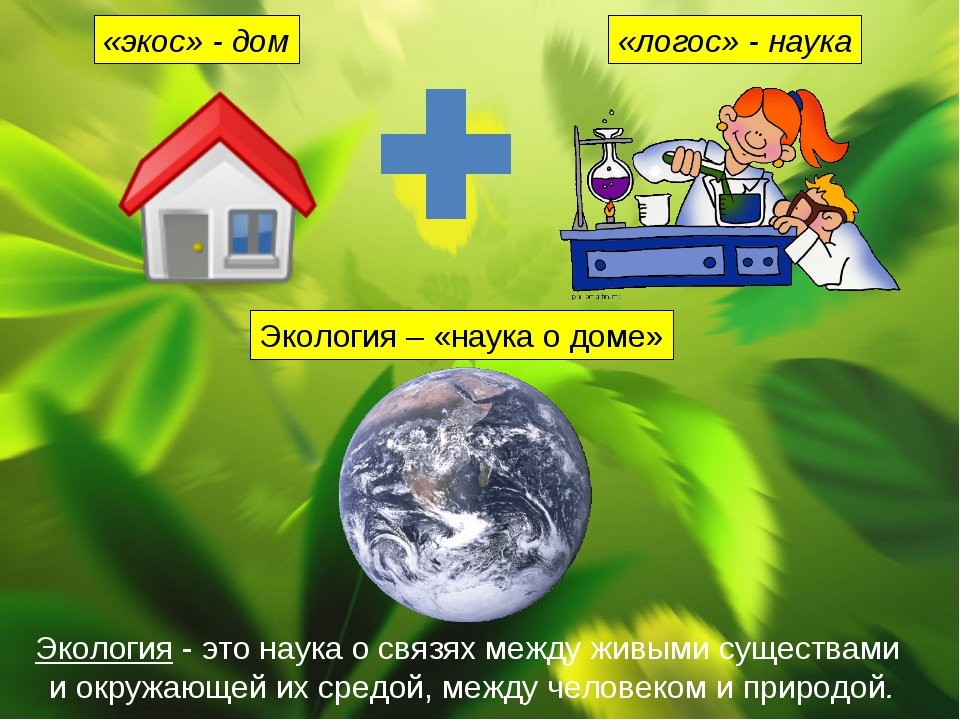 «экос» - дом
«логос» - наука
Экология – «наука о доме»
Экология - это наука о связях между живыми существами
и окружающей их средой, между человеком и природой.